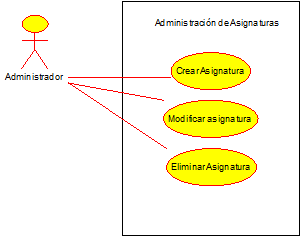 Administración de Asignaturas
Crear Asignatura
Administrador
Modificar asignatura
Eliminar Asignatura